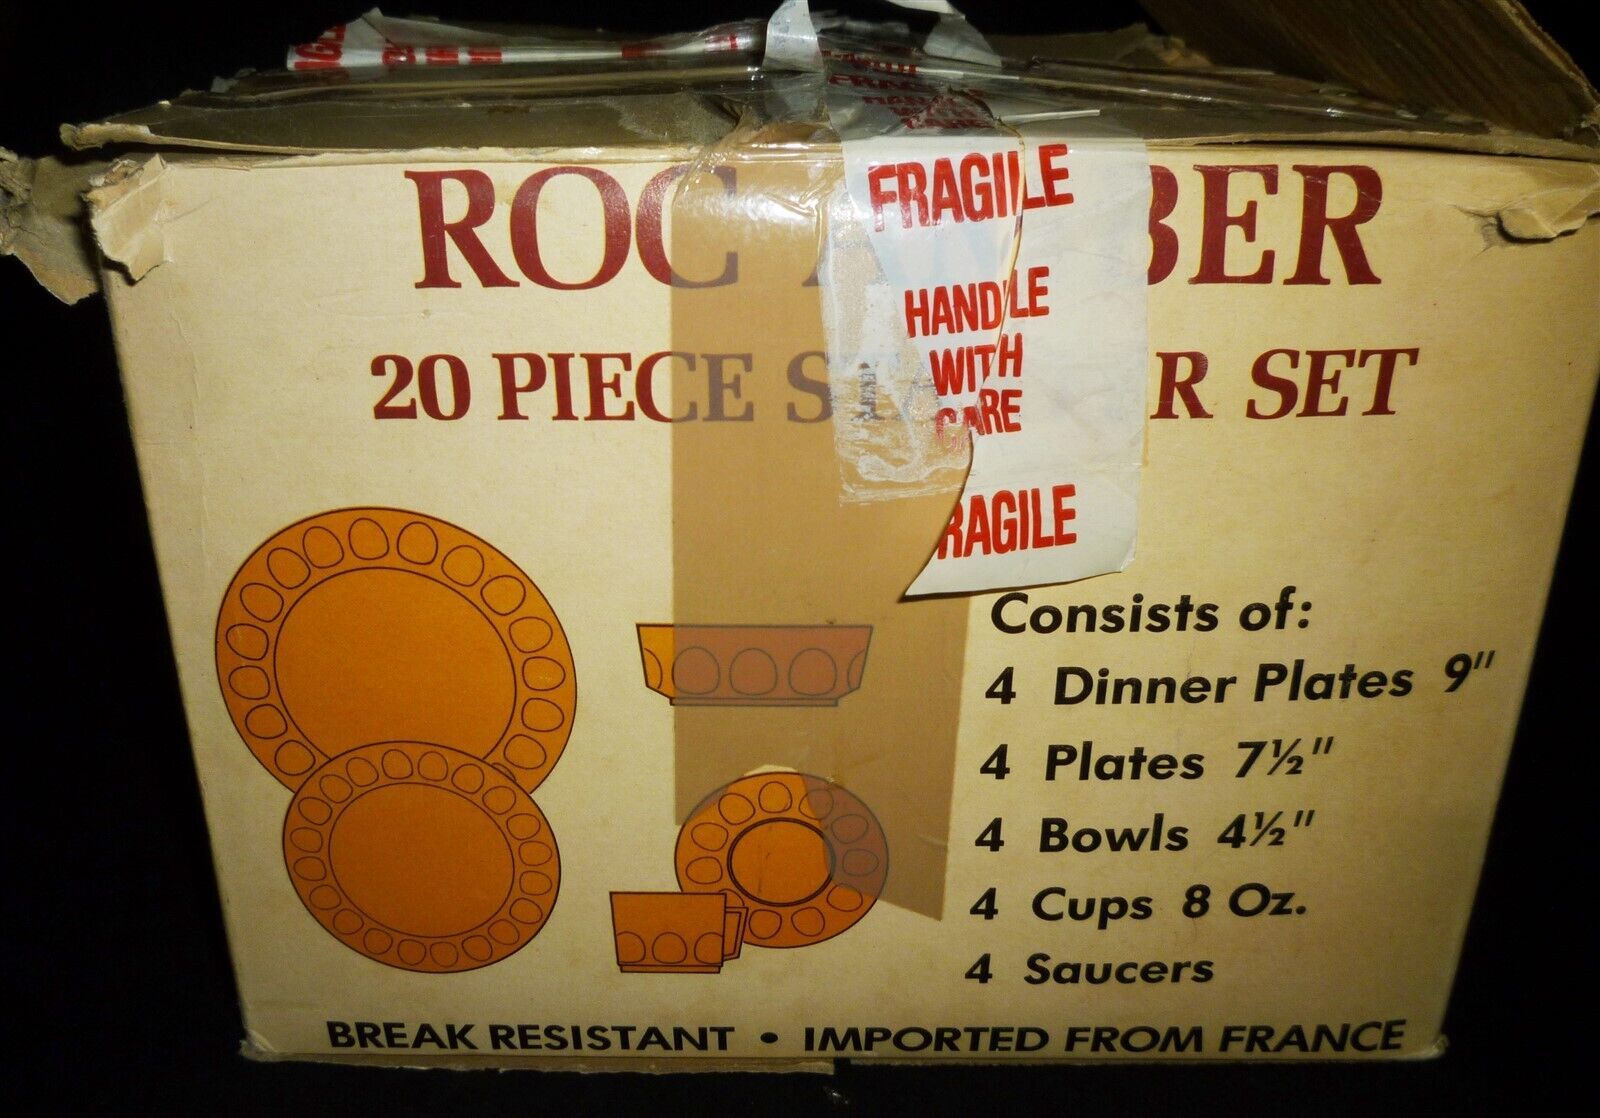 FRAGILE
ROC
BER
HANDLE
WITH
CARE
20 PIECE
SET
FRAGILE
Consists of:
4 Dinner Plates 9"
4 Plates 7½"
4 Bowls 4½"
4 Cups 8 Oz.
4 Saucers
BREAK RESISTANT • IMPORTED FROM FRANCE